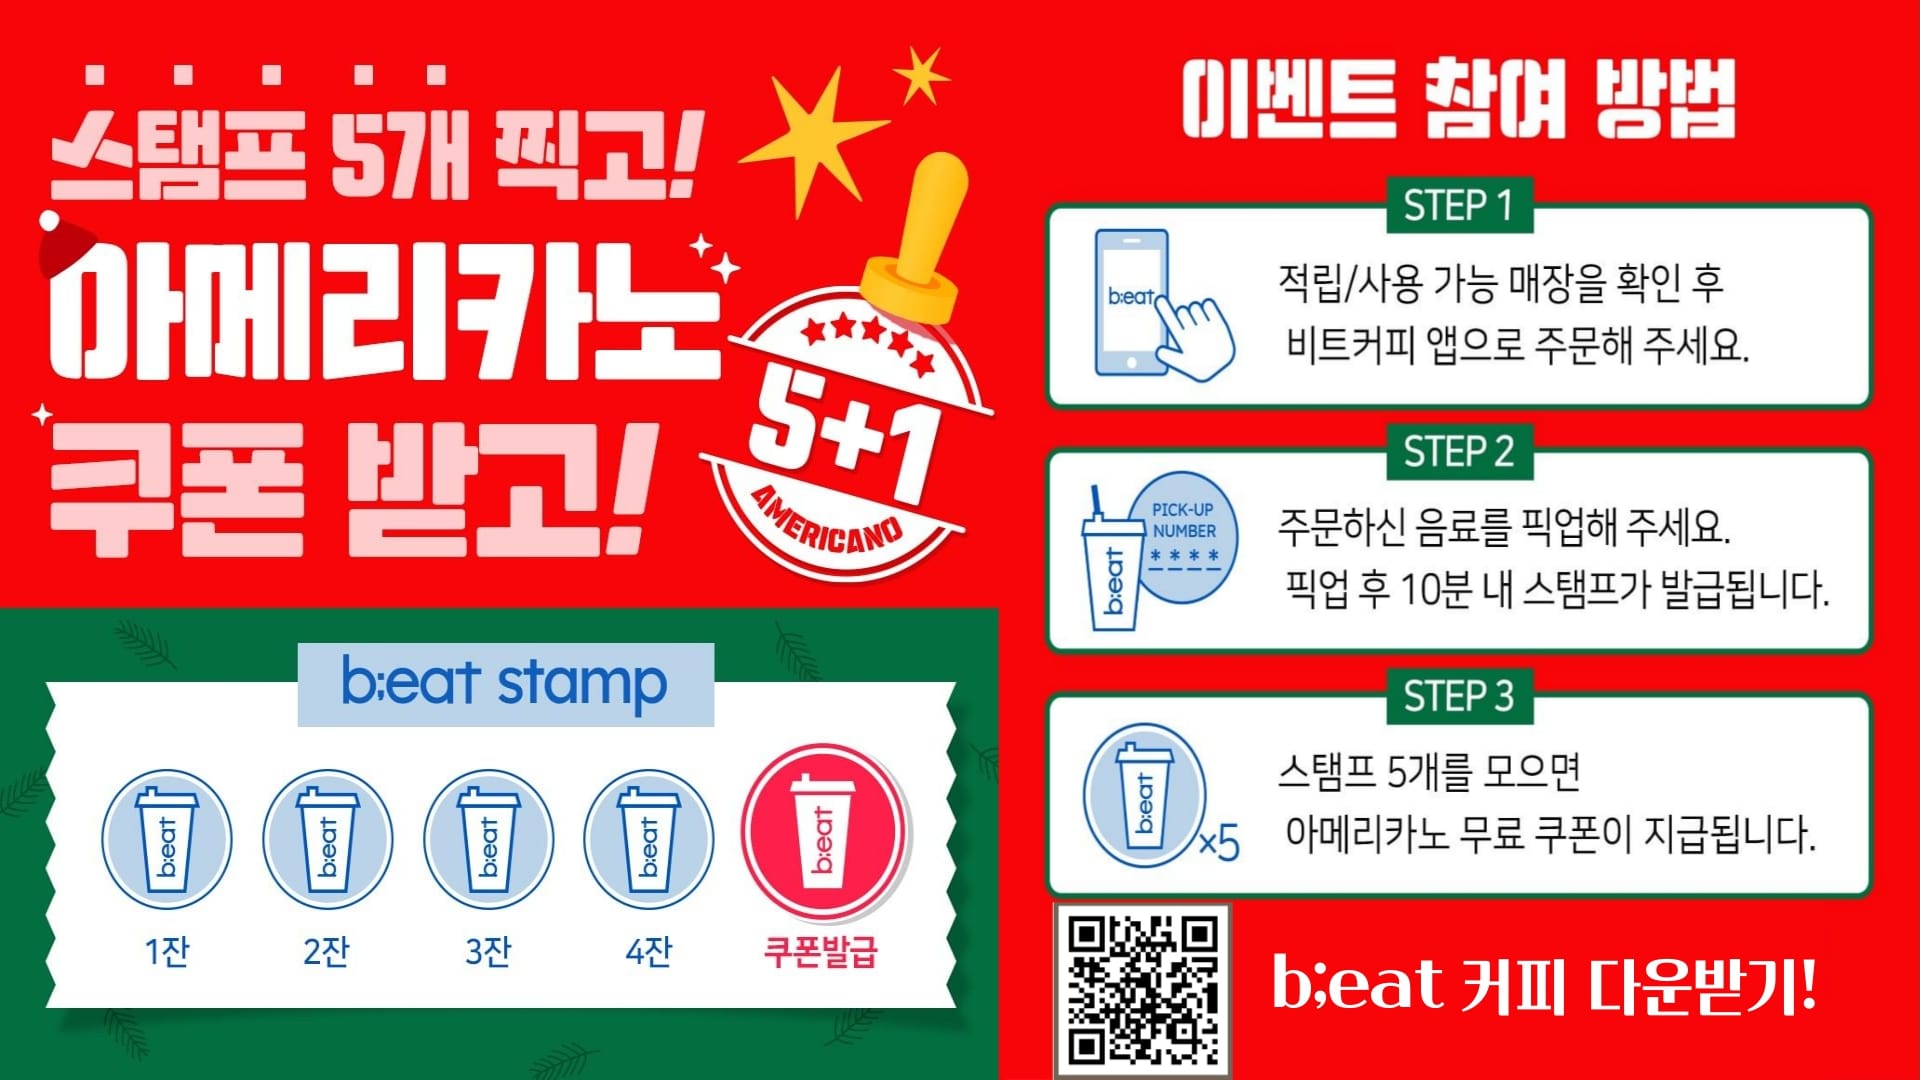 스탬프 5개 찍고!
아메리카노
쿠폰 받고!
5+1
AMERICANO
b;eat stamp
b;eat
b;eat
b;eat
b;eat
b;eat
1잔
2잔
3잔
4잔
쿠폰발급
이벤트 참여 방법
STEP 1
b:eat
적립/사용 가능 매장을 확인 후
비트커피 앱으로 주문해 주세요.
STEP 2
PICK-UP
NUMBER
****
b:eat
주문하신 음료를 픽업해 주세요.
픽업 후 10분 내 스탬프가 발급됩니다.
STEP 3
b:eat
×5
스탬프 5개를 모으면
아메리카노 무료 쿠폰이 지급됩니다.
b;eat 커피 다운받기!